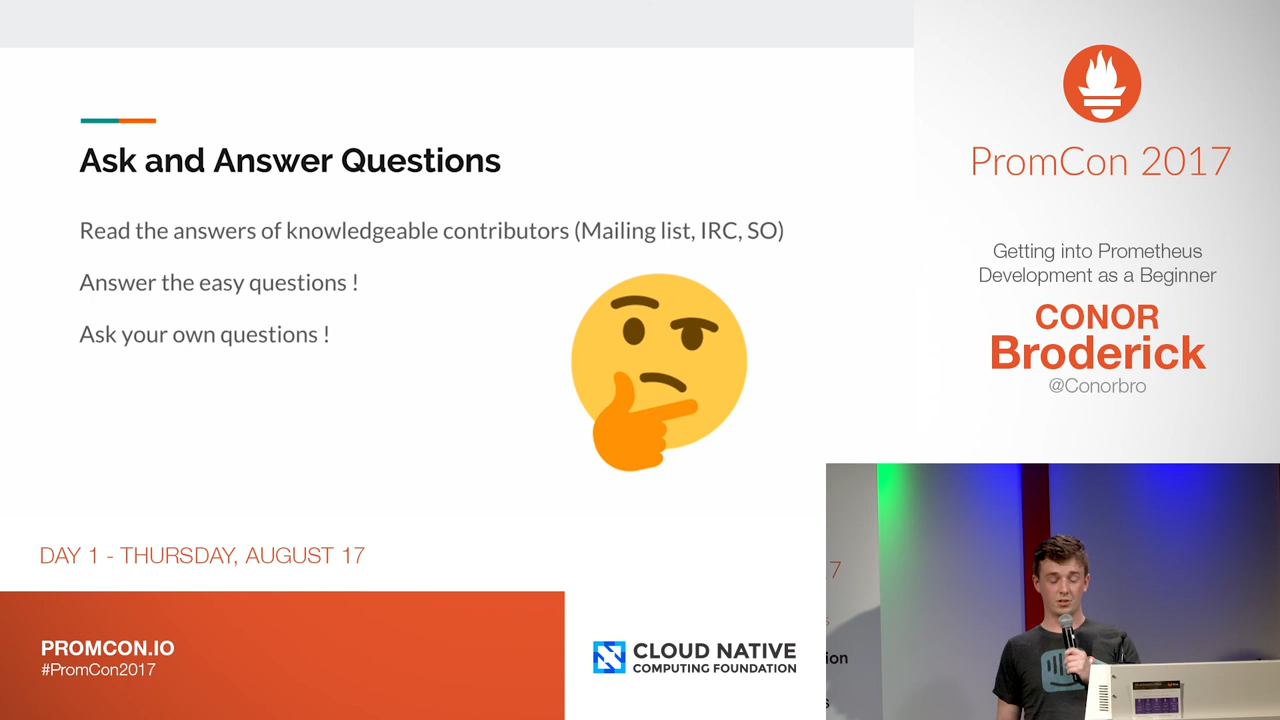 Ask and Answer Questions
Read the answers of knowledgeable contributors (Mailing list, IRC, SO)
Answer the easy questions !
Ask your own questions !
DAY 1 - THURSDAY, AUGUST 17
PROMCON.IO
#PromCon2017
CLOUD NATIVE
COMPUTING FOUNDATION
PromCon 2017
Getting into Prometheus
Development as a Beginner
CONOR
Broderick
@Conorbro
7
ion
s